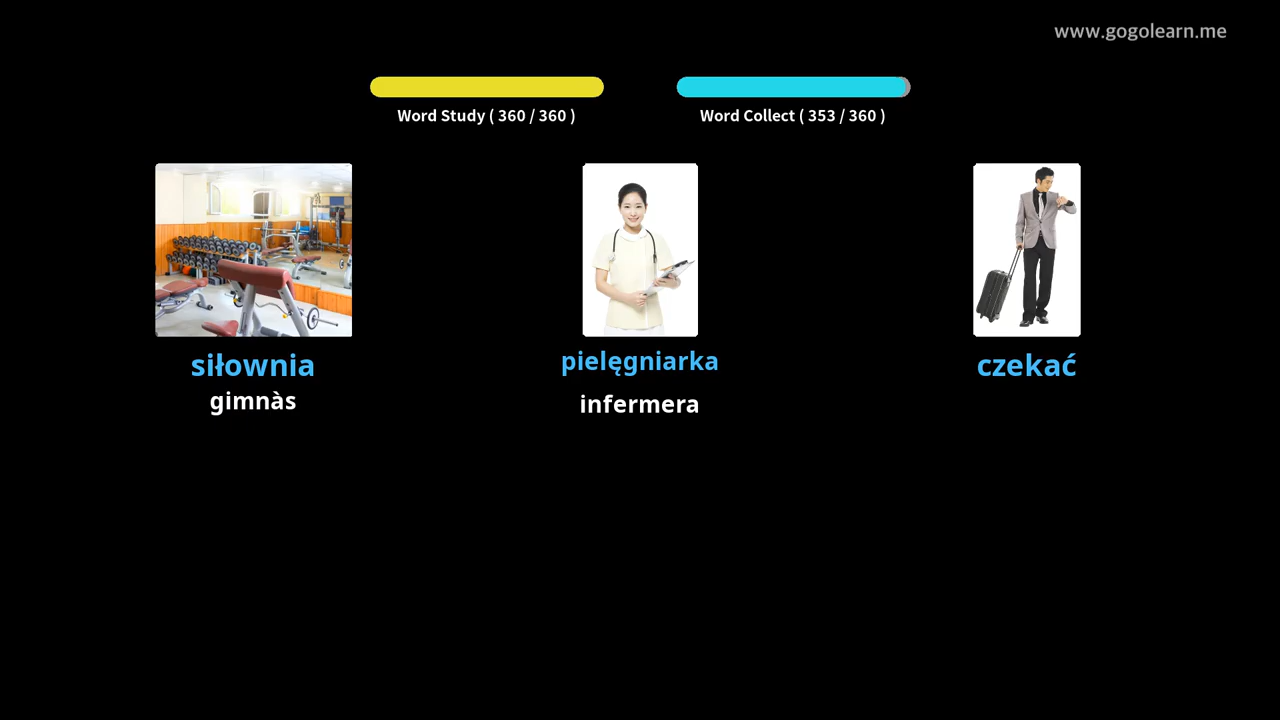 www.gogolearn.me
Word Study ( 360 / 360 )
Word Collect ( 353 / 360 )
siłownia
pielęgniarka
czekać
gimnàs
infermera